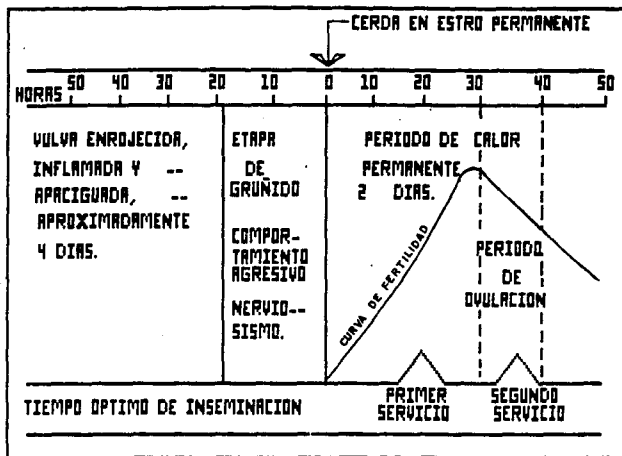 CERDA EN ESTRO PERMANENTE
HORAS 50 40 30 20 10 0 10 20 30 40 50
VULVA ENROJECIDA,
INFLAMADA Y --
APACIGUADA, --
APROXIMADAMENTE
4 DIAS.
ETAPA
DE
GRUÑIDO
COMPOR-
TAMIENTO
AGRESIVO
NERVIO--
SISMO.
PERIODO DE CALOR
PERMANENTE
2 DIAS.
CURVA DE FERTILIDAD
PERIODO
DE
OVULACION
TIEMPO OPTIMO DE INSEMINACION
PRIMER
SERVICIO
SEGUNDO
SERVICIO